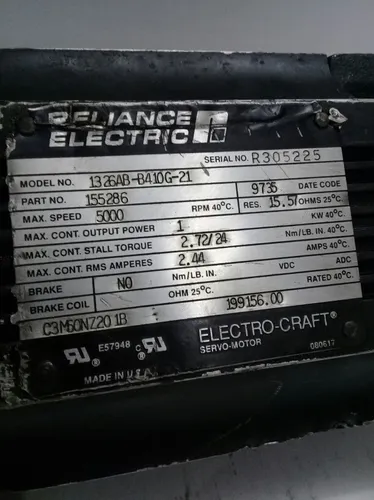 RELIANCE
ELECTRIC
SERIAL NO. R305225
MODEL NO. 1326AB-B410G-21
PART NO. 155286 9735 DATE CODE
MAX. SPEED 5000 RPM 40°C. RES. 15.57 OHMS 25°C.
MAX. CONT. OUTPUT POWER 1 KW 40°C.
MAX. CONT. STALL TORQUE 2.72/24 Nm/LB. IN. 40°C.
MAX. CONT. RMS AMPERES 2.44 AMPS 40°C.
BRAKE NO Nm/LB. IN. VDC ADC
BRAKE COIL OHM 25°C. RATED 40°C.
C3M60NZ201B 199156.00
E57948 ELECTRO-CRAFT®
SERVO-MOTOR 080617
MADE IN U.S.A.